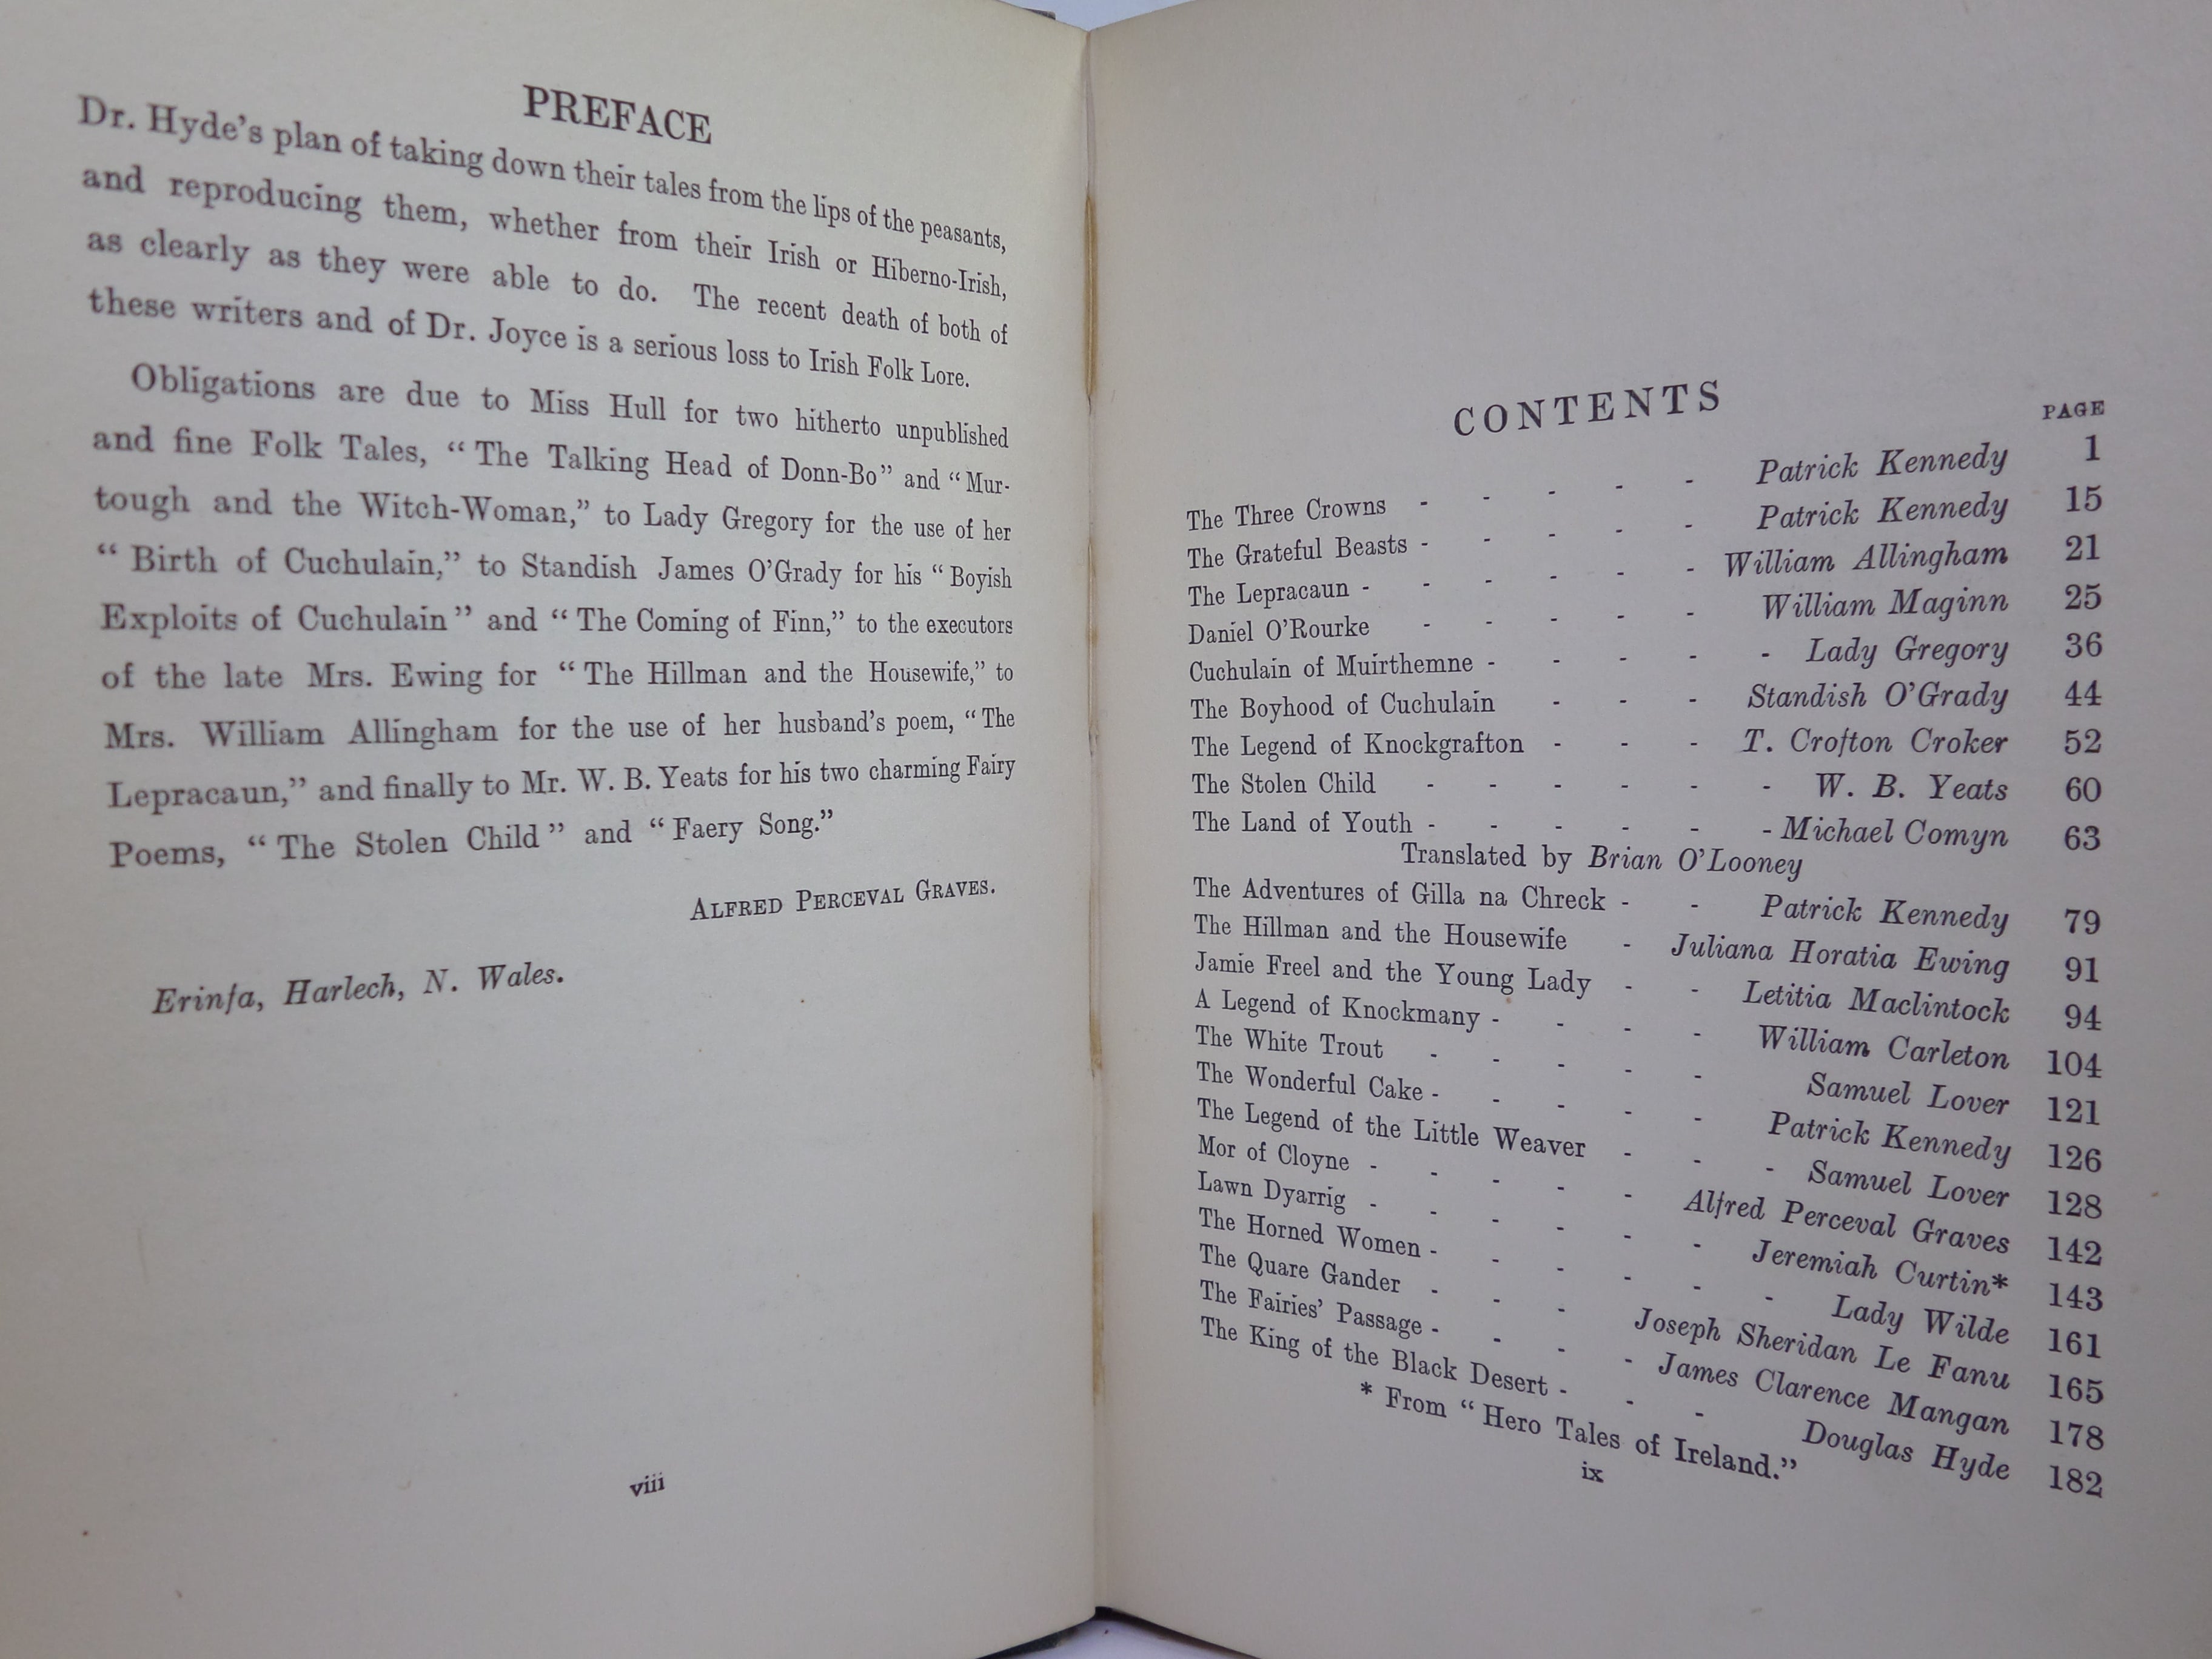 PREFACE
Dr. Hyde's plan of taking down their tales from the lips of the peasants,
and reproducing them, whether from their Irish or Hiberno-Irish,
as clearly as they were able to do. The recent death of both of
these writers and of Dr. Joyce is a serious loss to Irish Folk Lore.
Obligations are due to Miss Hull for two hitherto unpublished
and fine Folk Tales, “The Talking Head of Donn-Bo” and “Mur-
tough and the Witch-Woman,” to Lady Gregory for the use of her
“Birth of Cuchulain,” to Standish James O'Grady for his “Boyish
Exploits of Cuchulain” and “The Coming of Finn,” to the executors
of the late Mrs. Ewing for “The Hillman and the Housewife,” to
Mrs. William Allingham for the use of her husband's poem, “The
Lepracaun,” and finally to Mr. W. B. Yeats for his two charming Fairy
Poems, “The Stolen Child” and “Faery Song.”
ALFRED PERCEVAL GRAVES.
Erinfa, Harlech, N. Wales.
viii
CONTENTS
PAGE
The Three Crowns - - - - - Patrick Kennedy 1
The Grateful Beasts - - - - - Patrick Kennedy 15
The Lepracaun - - - - - - William Allingham 21
Daniel O'Rourke - - - - - William Maginn 25
Cuchulain of Muirthemne - - - - - Lady Gregory 36
The Boyhood of Cuchulain - - - Standish O'Grady 44
The Legend of Knockgrafton - - - T. Crofton Croker 52
The Stolen Child - - - - - - W. B. Yeats 60
The Land of Youth - - - - - - Michael Comyn 63
Translated by Brian O'Looney
The Adventures of Gilla na Chreck - - Patrick Kennedy 79
The Hillman and the Housewife - Juliana Horatia Ewing 91
Jamie Freel and the Young Lady - - Letitia Maclintock 94
A Legend of Knockmany - - - - William Carleton 104
The White Trout - - - - - Samuel Lover 121
The Wonderful Cake - - - - - Patrick Kennedy 126
The Legend of the Little Weaver - - - Samuel Lover 128
Mor of Cloyne - - - - - Alfred Perceval Graves 142
Lawn Dyarrig - - - - - - Jeremiah Curtin* 143
The Horned Women - - - - - - Lady Wilde 161
The Quare Gander - - - Joseph Sheridan Le Fanu 165
The Fairies' Passage - - - - James Clarence Mangan 178
The King of the Black Desert - - - Douglas Hyde 182
* From “Hero Tales of Ireland.”
ix